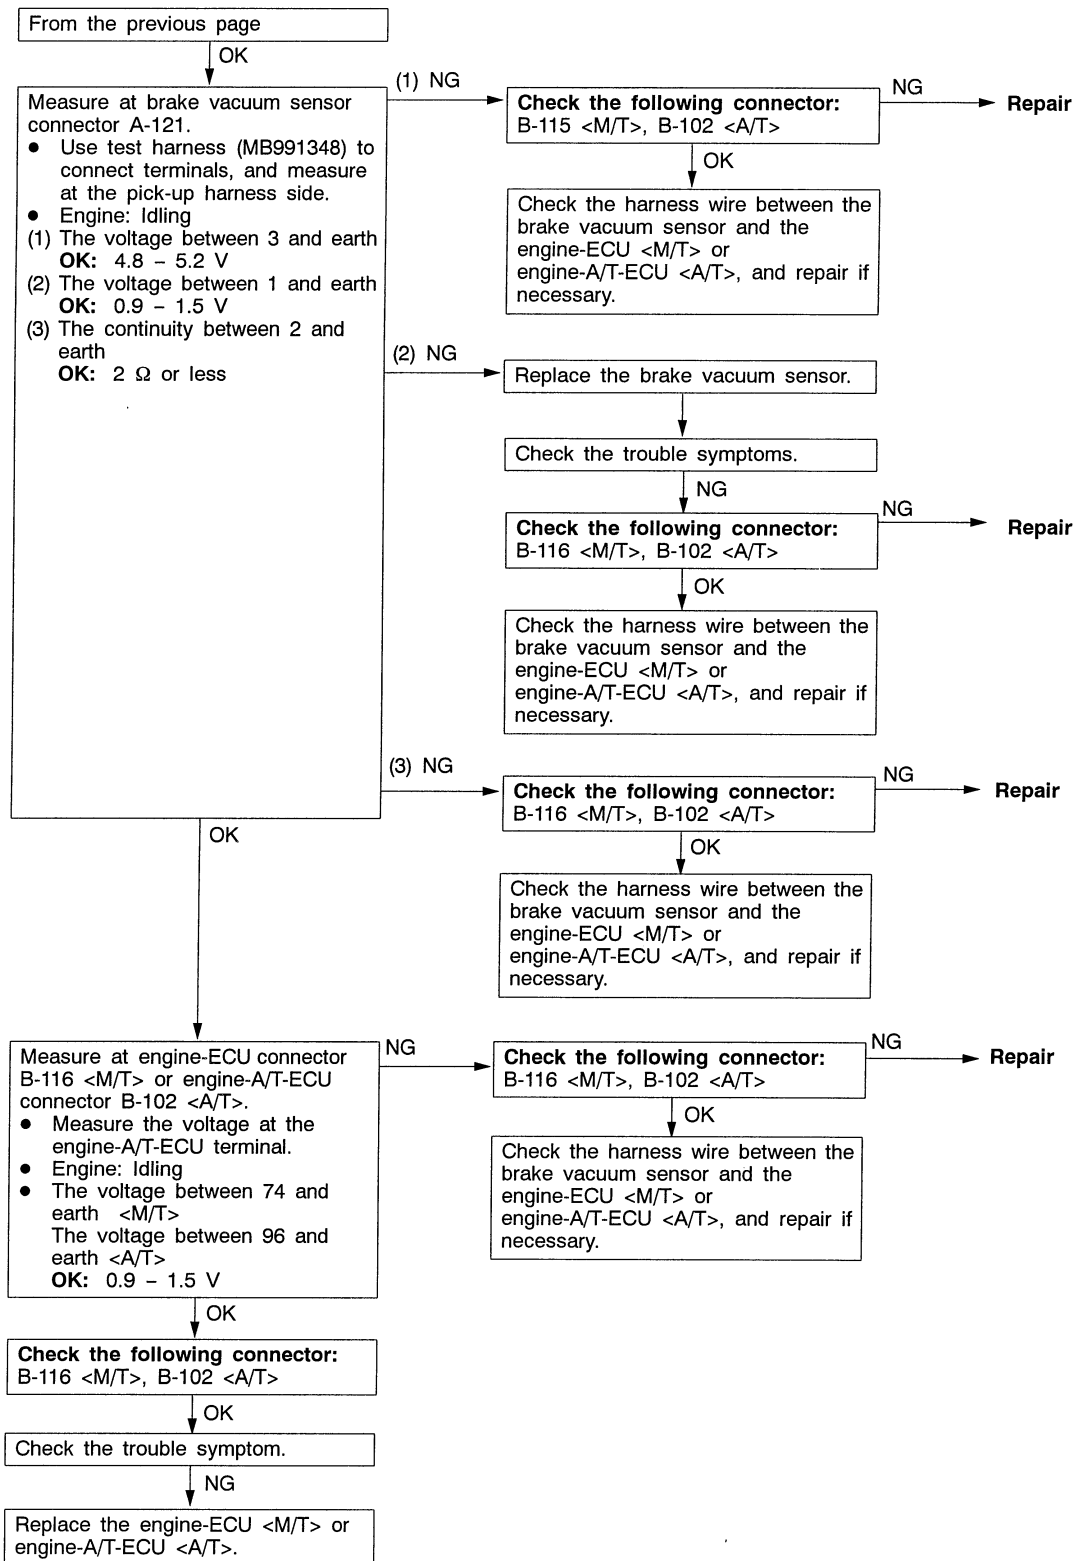 From the previous page
OK
Measure at brake vacuum sensor
connector A-121.
● Use test harness (MB991348) to
connect terminals, and measure
at the pick-up harness side.
● Engine: Idling
(1) The voltage between 3 and earth
OK: 4.8 – 5.2 V
(2) The voltage between 1 and earth
OK: 0.9 – 1.5 V
(3) The continuity between 2 and
earth
OK: 2 Ω or less
(1) NG
Check the following connector:
B-115 <M/T>, B-102 <A/T>
NG
Repair
OK
Check the harness wire between the
brake vacuum sensor and the
engine-ECU <M/T> or
engine-A/T-ECU <A/T>, and repair if
necessary.
(2) NG
Replace the brake vacuum sensor.
Check the trouble symptoms.
NG
Check the following connector:
B-116 <M/T>, B-102 <A/T>
NG
Repair
OK
Check the harness wire between the
brake vacuum sensor and the
engine-ECU <M/T> or
engine-A/T-ECU <A/T>, and repair if
necessary.
(3) NG
Check the following connector:
B-116 <M/T>, B-102 <A/T>
NG
Repair
OK
Check the harness wire between the
brake vacuum sensor and the
engine-ECU <M/T> or
engine-A/T-ECU <A/T>, and repair if
necessary.
OK
Measure at engine-ECU connector
B-116 <M/T> or engine-A/T-ECU
connector B-102 <A/T>.
● Measure the voltage at the
engine-A/T-ECU terminal.
● Engine: Idling
● The voltage between 74 and
earth <M/T>
The voltage between 96 and
earth <A/T>
OK: 0.9 – 1.5 V
NG
Check the following connector:
B-116 <M/T>, B-102 <A/T>
NG
Repair
OK
Check the harness wire between the
brake vacuum sensor and the
engine-ECU <M/T> or
engine-A/T-ECU <A/T>, and repair if
necessary.
OK
Check the following connector:
B-116 <M/T>, B-102 <A/T>
OK
Check the trouble symptom.
NG
Replace the engine-ECU <M/T> or
engine-A/T-ECU <A/T>.